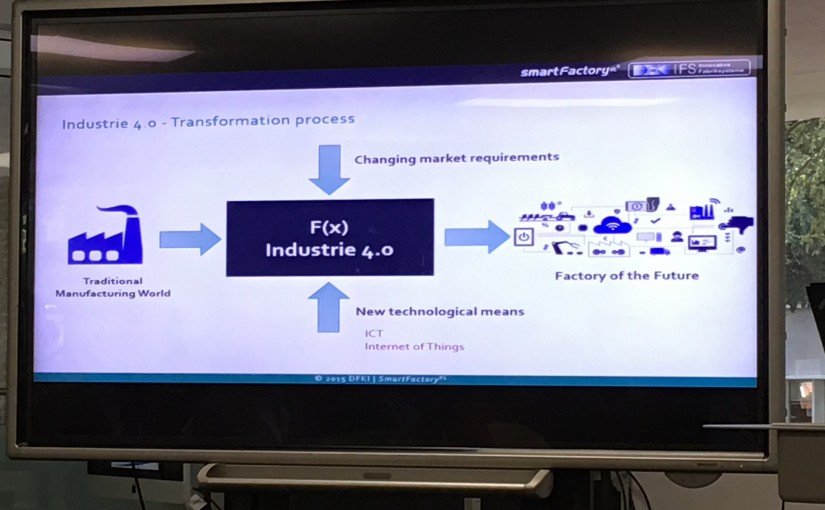 smartFactory KL DFKI IFS Innovative
Fabriksysteme
Industrie 4.0 - Transformation process
Changing market requirements
F(x)
Industrie 4.0
Traditional
Manufacturing World
Factory of the Future
New technological means
ICT
Internet of Things
© 2015 DFKI | SmartFactory KL